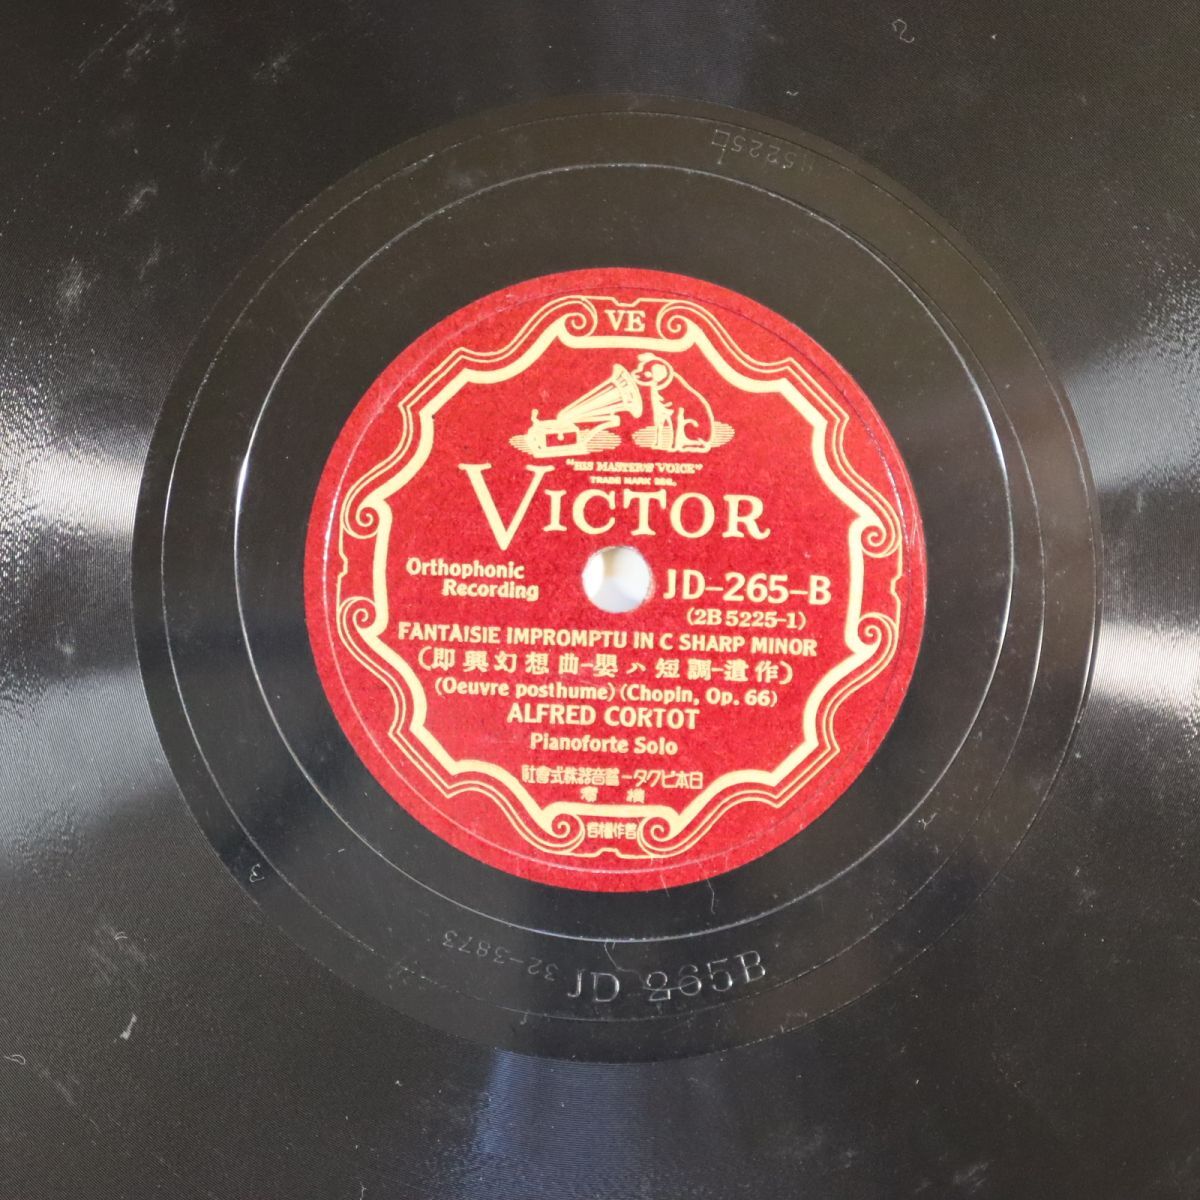 VE
"HIS MASTER'S VOICE"
TRADE MARK REG.
VICTOR
Orthophonic
Recording
JD-265-B
(2B 5225-1)
FANTAISIE IMPROMPTU IN C SHARP MINOR
(即興幻想曲-嬰ハ短調-遺作)
(Oeuvre posthume) (Chopin, Op. 66)
ALFRED CORTOT
Pianoforte Solo
社會式株器音蓄ータクビ本日
濱横
JD 265B
32-3873
3